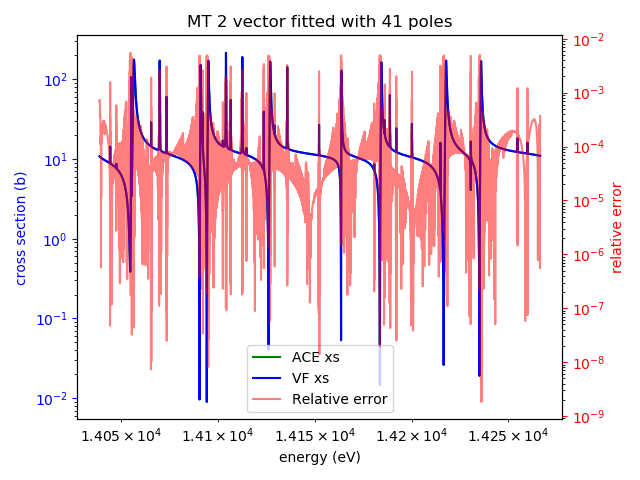 MT 2 vector fitted with 41 poles
10²
10¹
10⁰
10⁻¹
10⁻²
cross section (b)
10⁻²
10⁻³
10⁻⁴
10⁻⁵
10⁻⁶
10⁻⁷
10⁻⁸
10⁻⁹
relative error
ACE xs
VF xs
Relative error
1.405 × 10⁴ 1.41 × 10⁴ 1.415 × 10⁴ 1.42 × 10⁴ 1.425 × 10⁴
energy (eV)